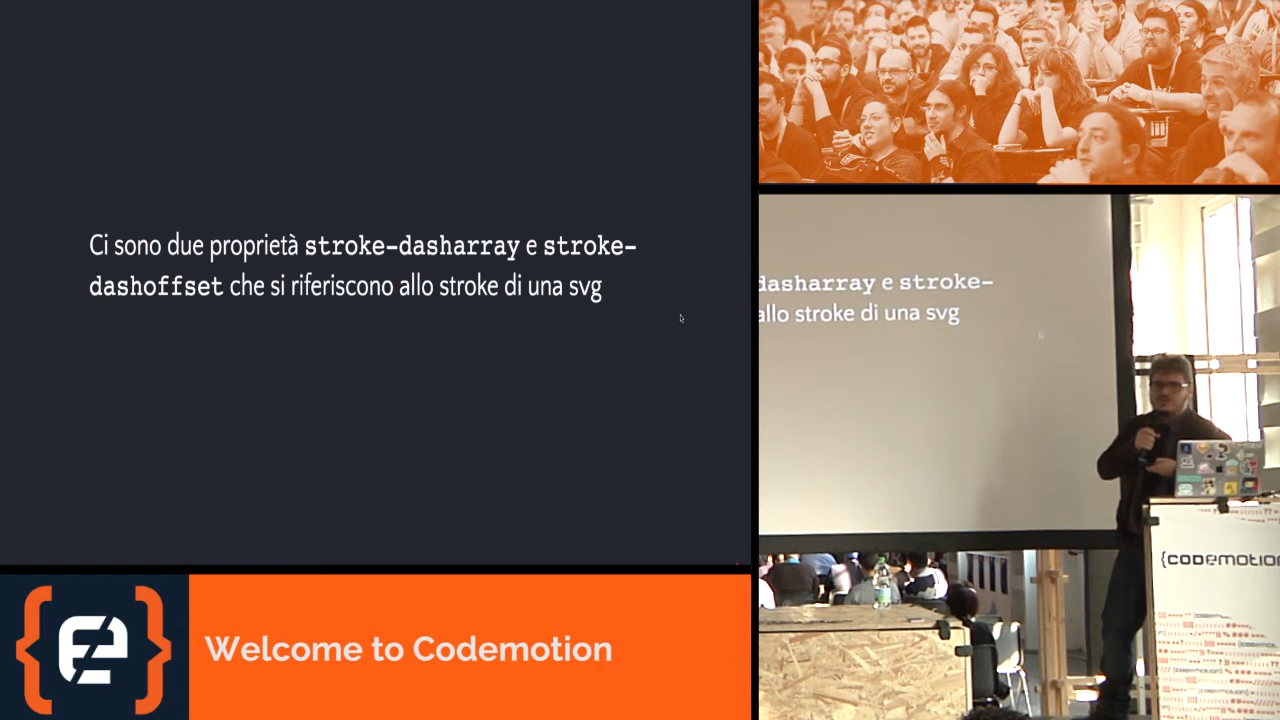 Ci sono due proprietà stroke-dasharray e stroke-
dashoffset che si riferiscono allo stroke di una svg
dasharray e stroke-
allo stroke di una svg
{CODEMOTION
Welcome to Codemotion